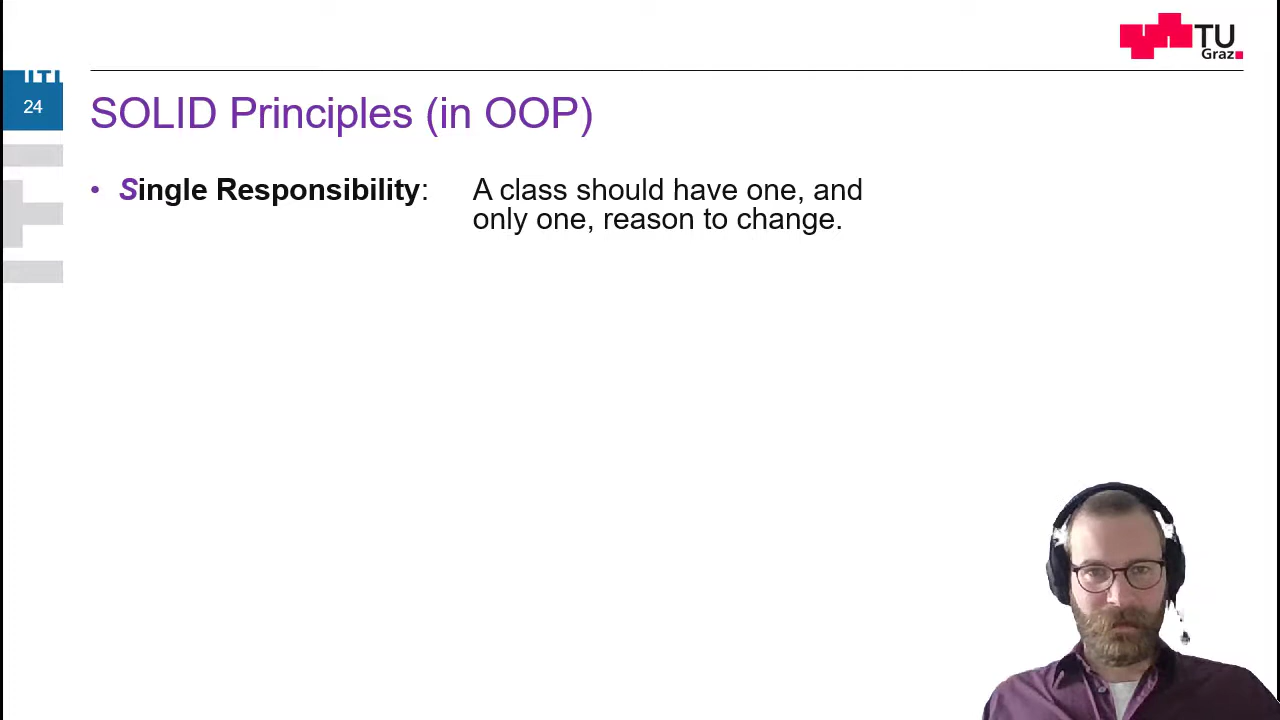 TU
Graz
24
SOLID Principles (in OOP)
• Single Responsibility: A class should have one, and
only one, reason to change.